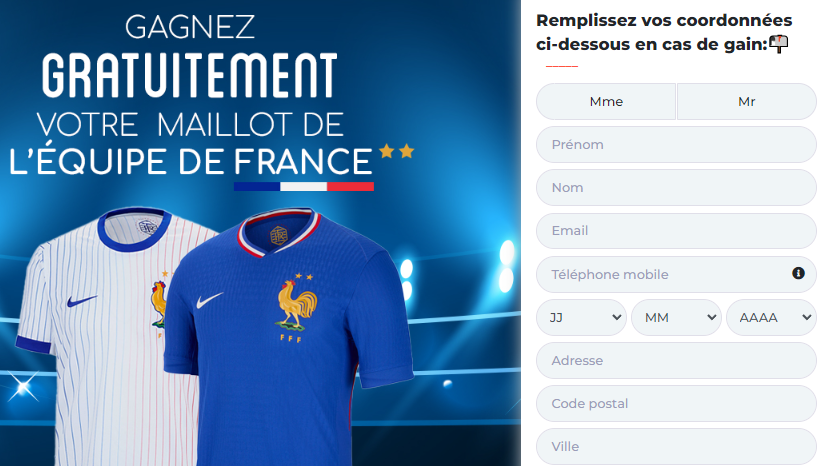 GAGNEZ
GRATUITEMENT
VOTRE MAILLOT DE
L'ÉQUIPE DE FRANCE
FFF
Remplissez vos coordonnées
ci-dessous en cas de gain:
Mme
Mr
Prénom
Nom
Email
Téléphone mobile
JJ
MM
AAAA
Adresse
Code postal
Ville